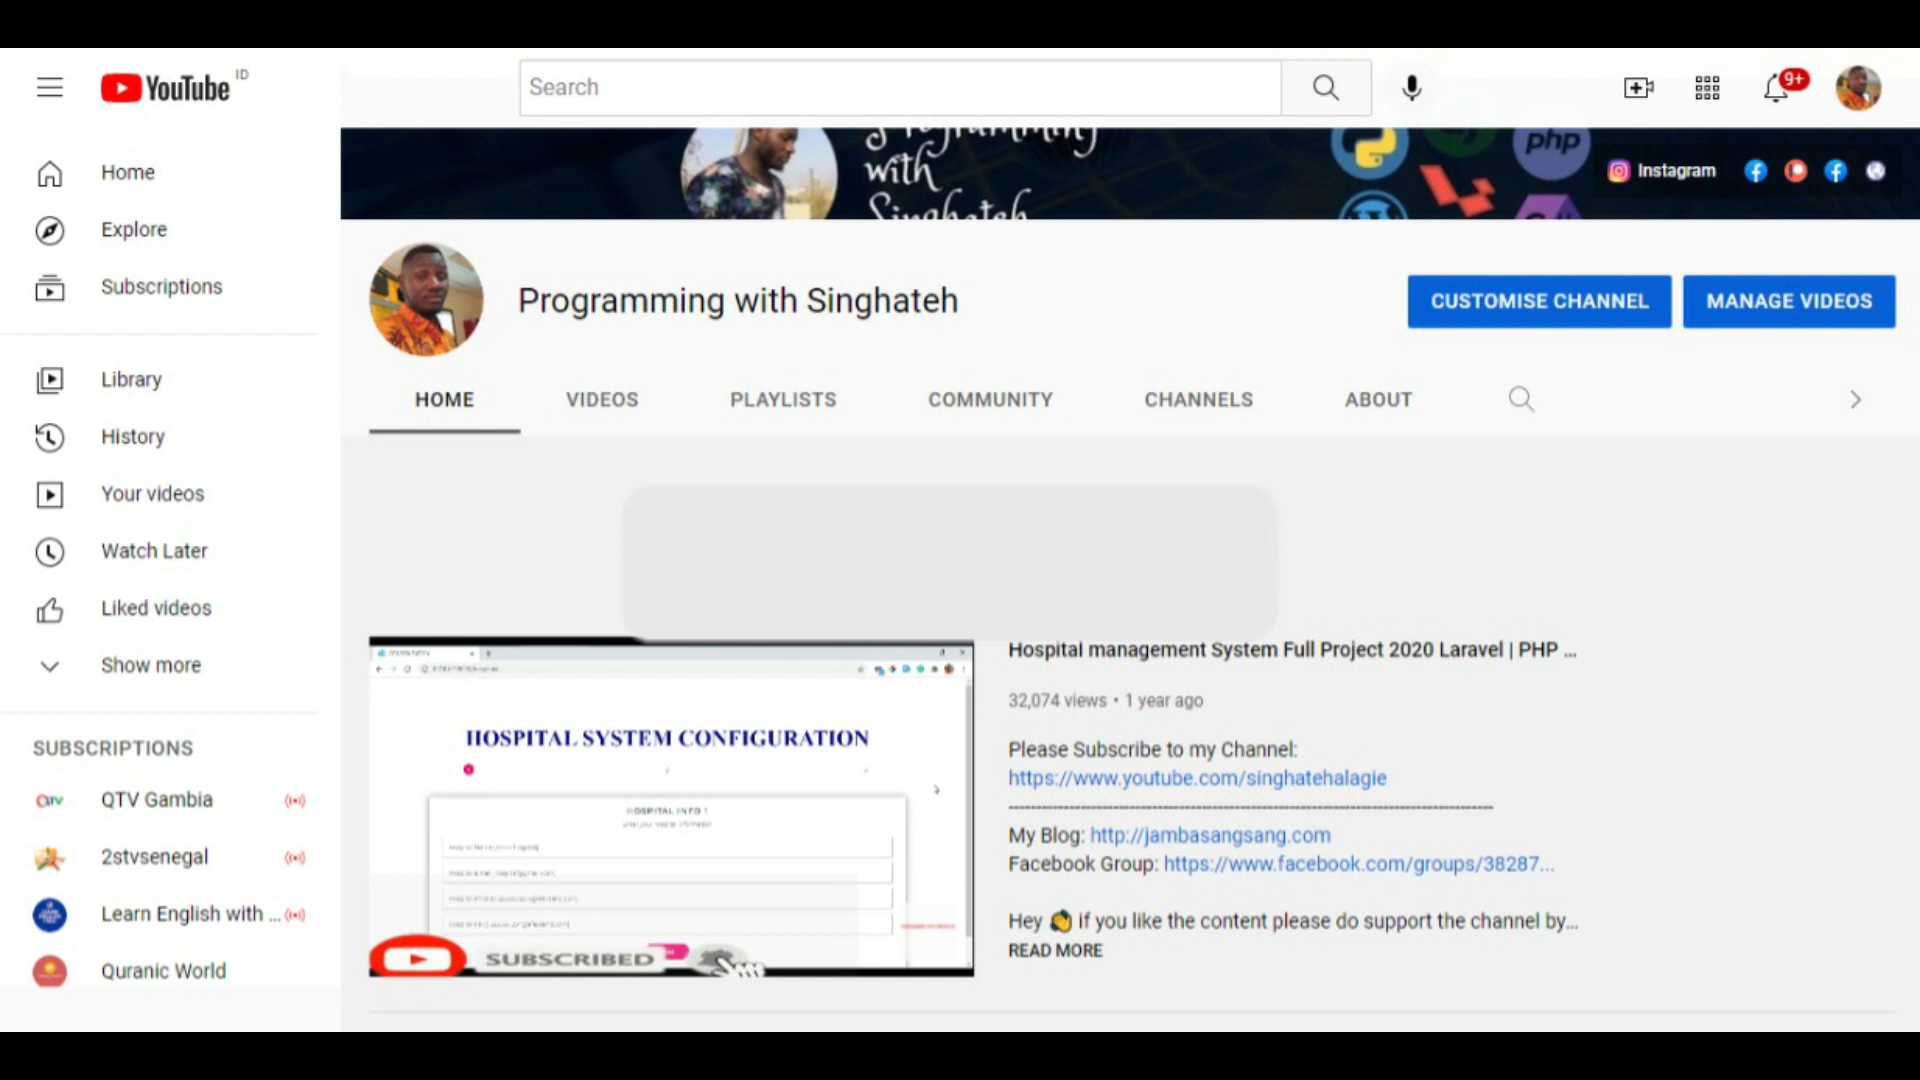 YouTube ID
Search
9+
Home
Explore
Subscriptions
Library
History
Your videos
Watch Later
Liked videos
Show more
SUBSCRIPTIONS
QTV Gambia
2stvsenegal
Learn English with ...
Quranic World
Programming
with
Singhateh
php
Instagram
Programming with Singhateh
CUSTOMISE CHANNEL
MANAGE VIDEOS
HOME
VIDEOS
PLAYLISTS
COMMUNITY
CHANNELS
ABOUT
HOSPITAL SYSTEM CONFIGURATION
HOSPITAL INFO 1
SUBSCRIBED
Hospital management System Full Project 2020 Laravel | PHP ...
32,074 views • 1 year ago
Please Subscribe to my Channel:
https://www.youtube.com/singhatehalagie
My Blog: http://jambasangsang.com
Facebook Group: https://www.facebook.com/groups/38287...
Hey 👏 if you like the content please do support the channel by...
READ MORE